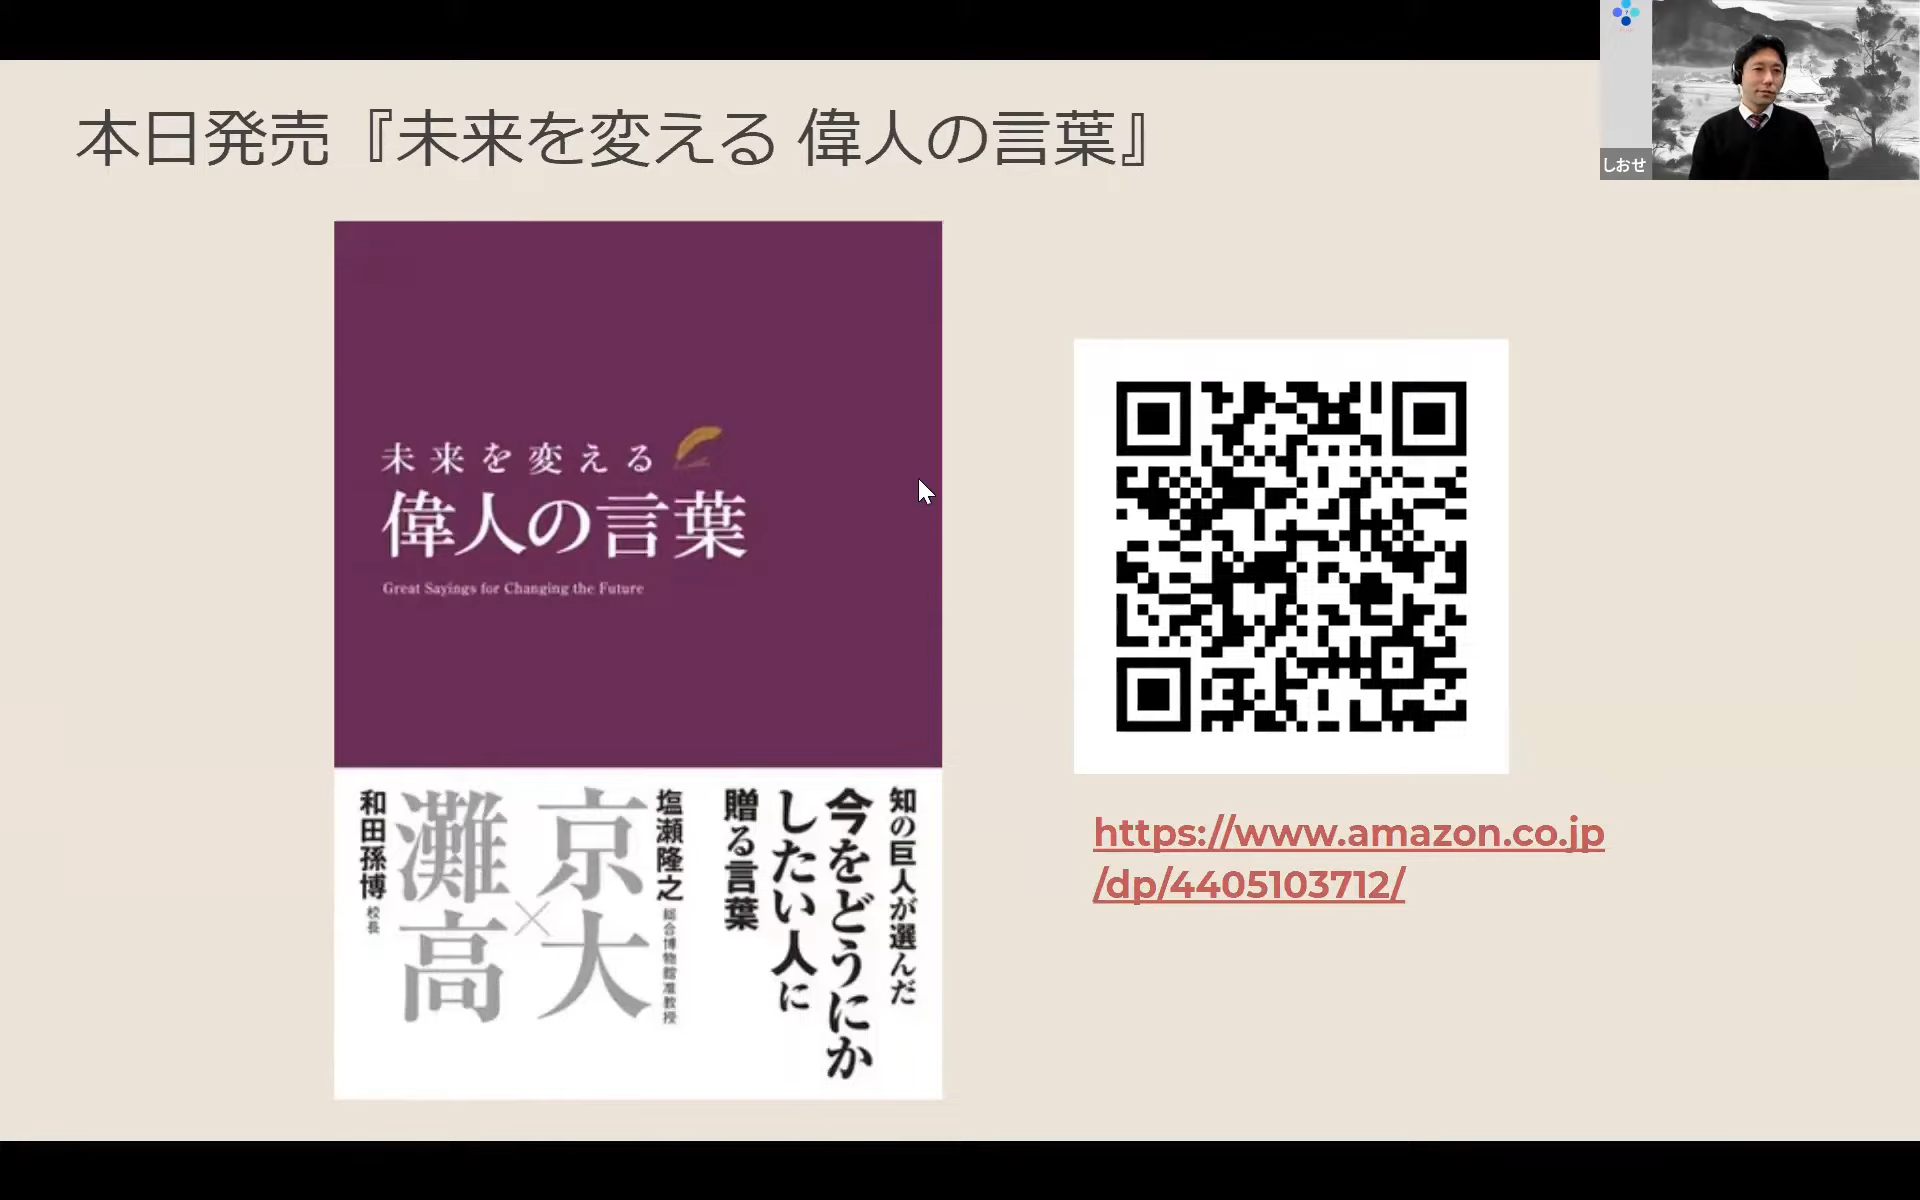 本日発売『未来を変える 偉人の言葉』
しおせ
未来を変える
偉人の言葉
Great Sayings for Changing the Future
知の巨人が選んだ
今をどうにか
したい人に
贈る言葉
塩瀬隆之 総合博物館准教授
京大
×
灘高
和田孫博 校長
https://www.amazon.co.jp
/dp/4405103712/